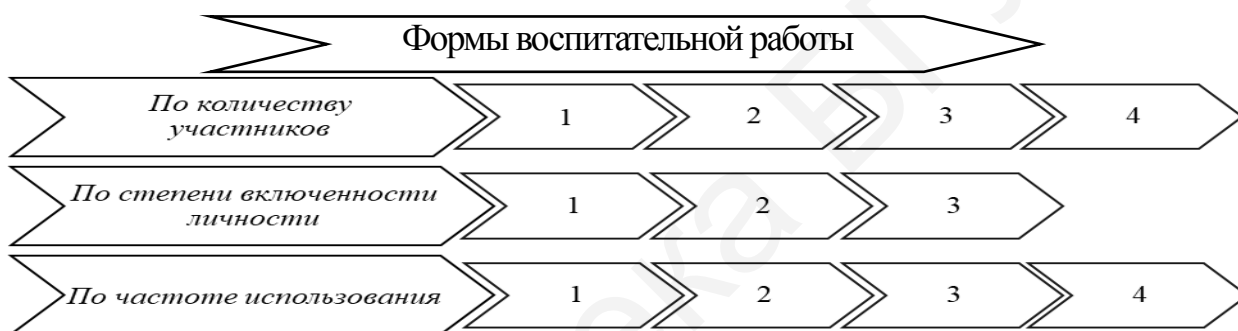 Формы воспитательной работы
По количеству
участников
1 2 3 4
По степени включенности
личности
1 2 3
По частоте использования
1 2 3 4